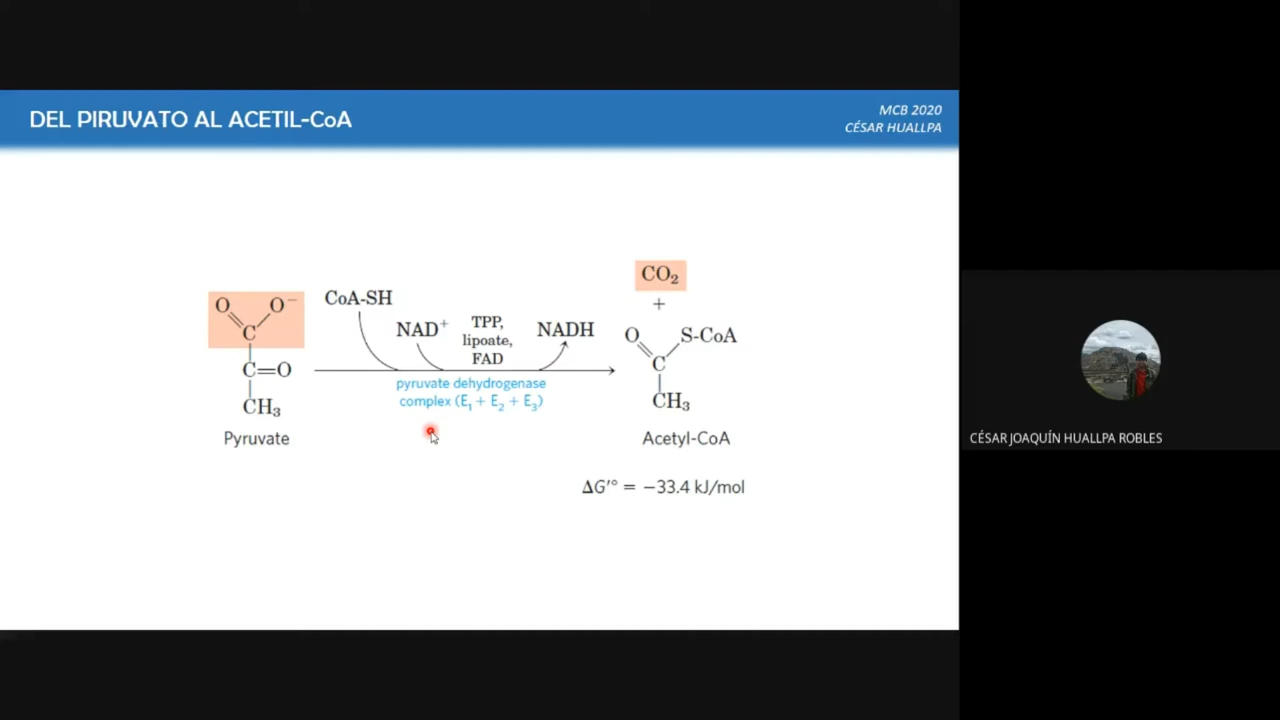 DEL PIRUVATO AL ACETIL-CoA
MCB 2020
CÉSAR HUALLPA
O O⁻
C
C=O
CH₃
Pyruvate
CoA-SH
NAD⁺
TPP,
lipoate,
FAD
NADH
pyruvate dehydrogenase
complex (E₁ + E₂ + E₃)
CO₂
+
O S-CoA
C
CH₃
Acetyl-CoA
ΔG′° = −33.4 kJ/mol
CÉSAR JOAQUÍN HUALLPA ROBLES